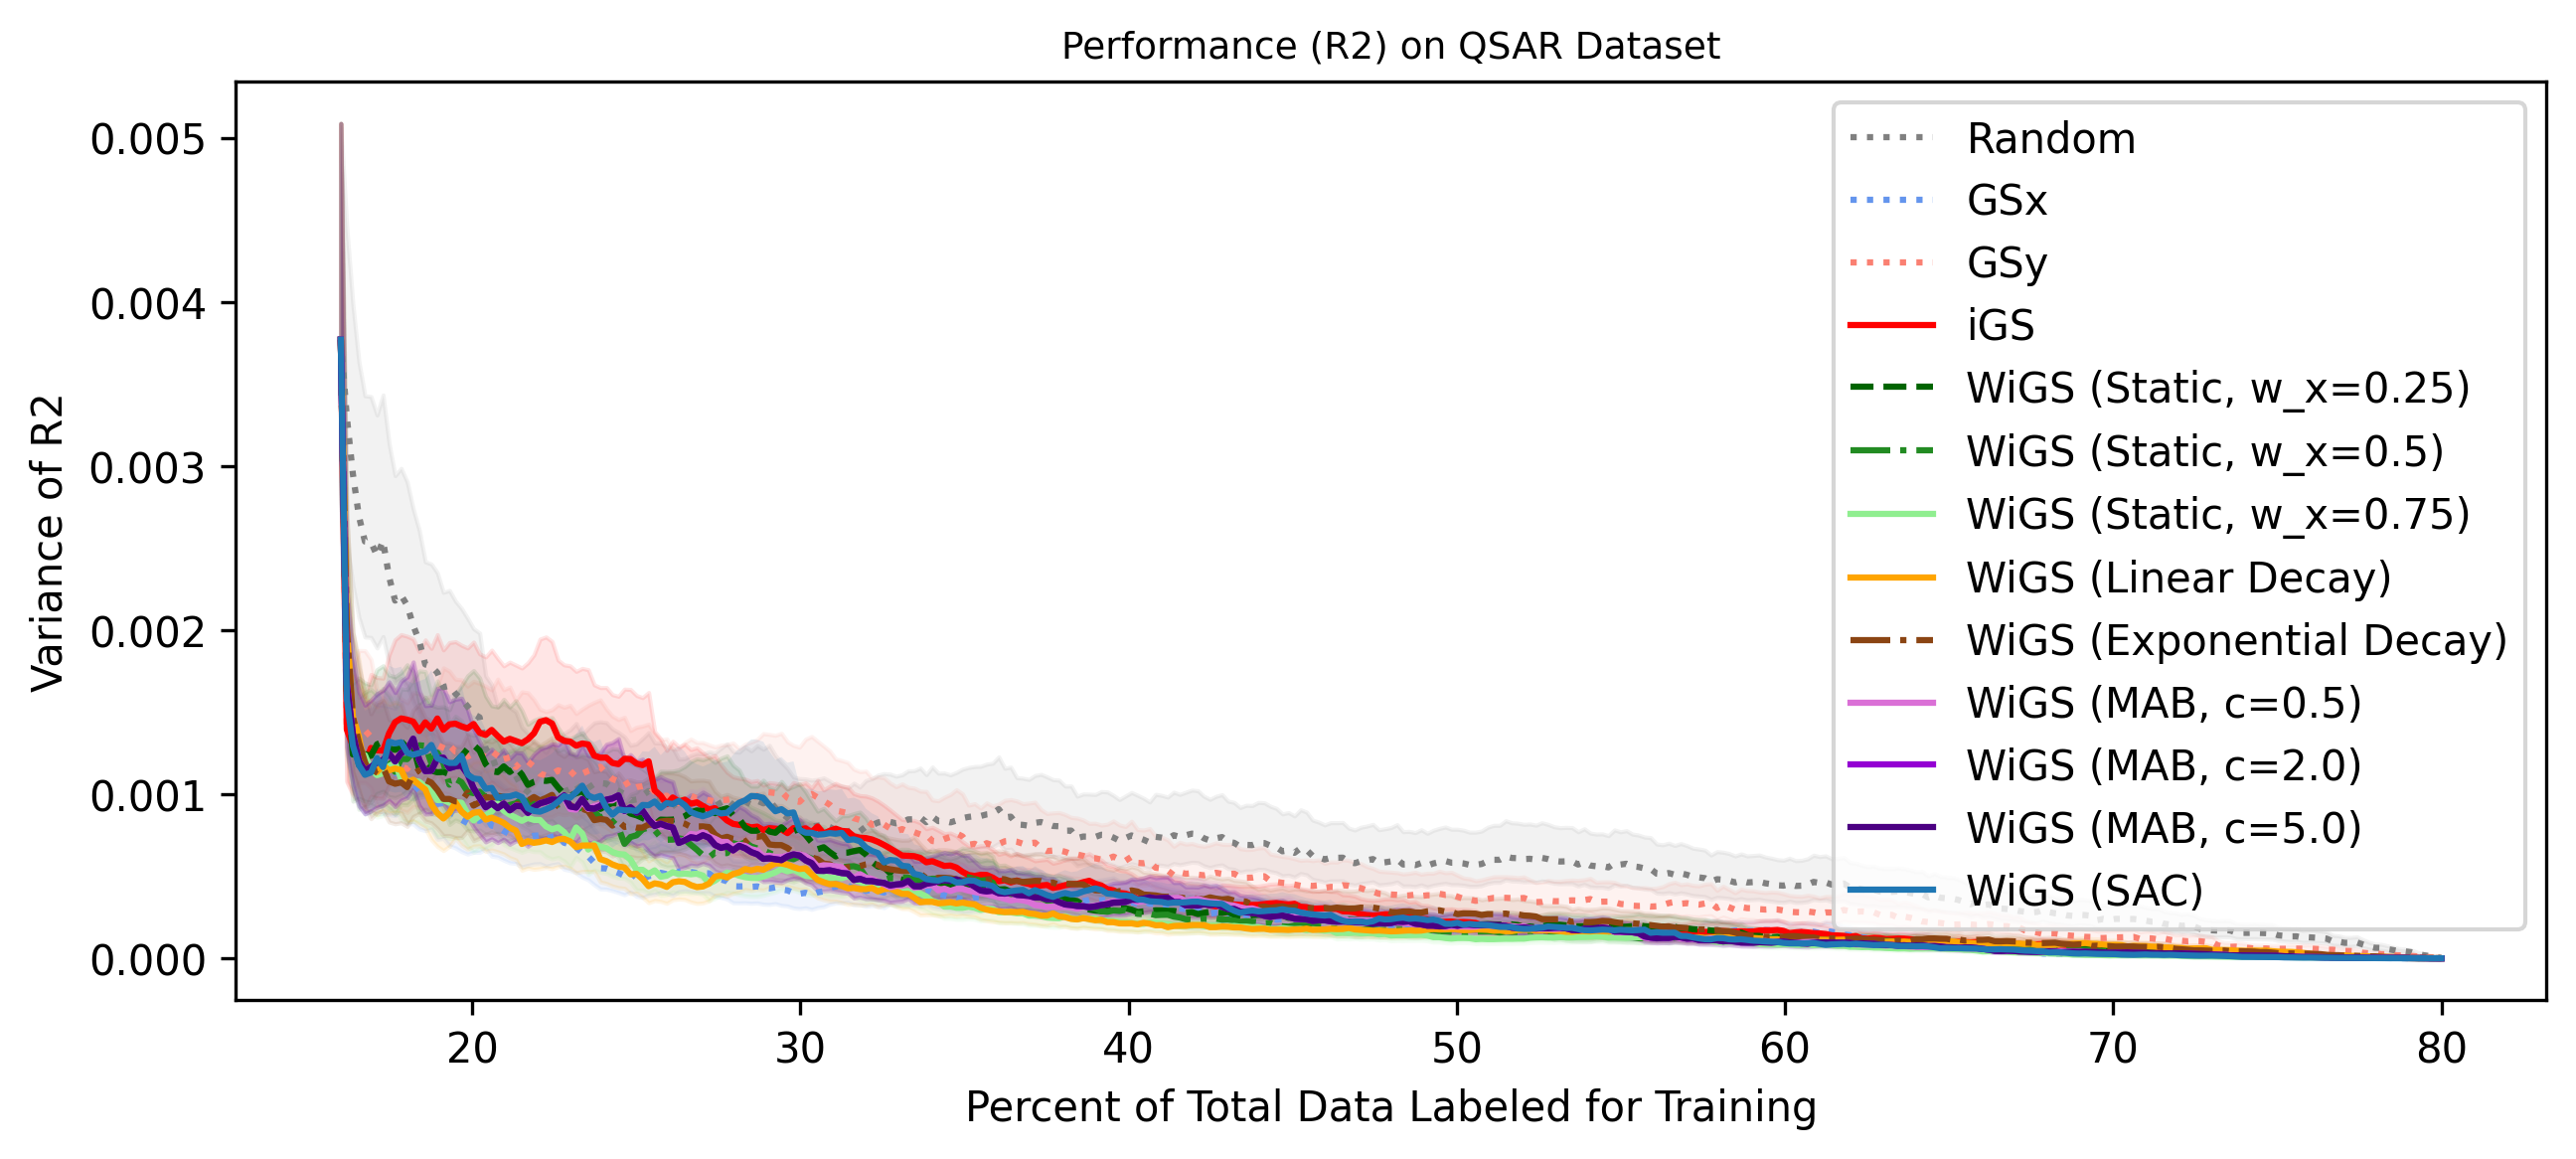 Performance (R2) on QSAR Dataset
Variance of R2
0.005
0.004
0.003
0.002
0.001
0.000
Random
GSx
GSy
iGS
WiGS (Static, w_x=0.25)
WiGS (Static, w_x=0.5)
WiGS (Static, w_x=0.75)
WiGS (Linear Decay)
WiGS (Exponential Decay)
WiGS (MAB, c=0.5)
WiGS (MAB, c=2.0)
WiGS (MAB, c=5.0)
WiGS (SAC)
20 30 40 50 60 70 80
Percent of Total Data Labeled for Training